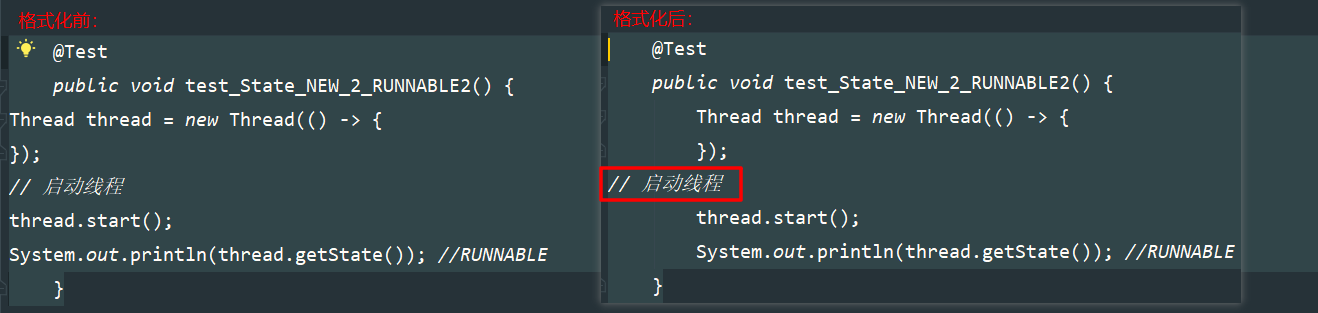 格式化前:
@Test
public void test_State_NEW_2_RUNNABLE2() {
Thread thread = new Thread(() -> {
});
// 启动线程
thread.start();
System.out.println(thread.getState()); //RUNNABLE
}
格式化后:
@Test
public void test_State_NEW_2_RUNNABLE2() {
Thread thread = new Thread(() -> {
});
// 启动线程
thread.start();
System.out.println(thread.getState()); //RUNNABLE
}